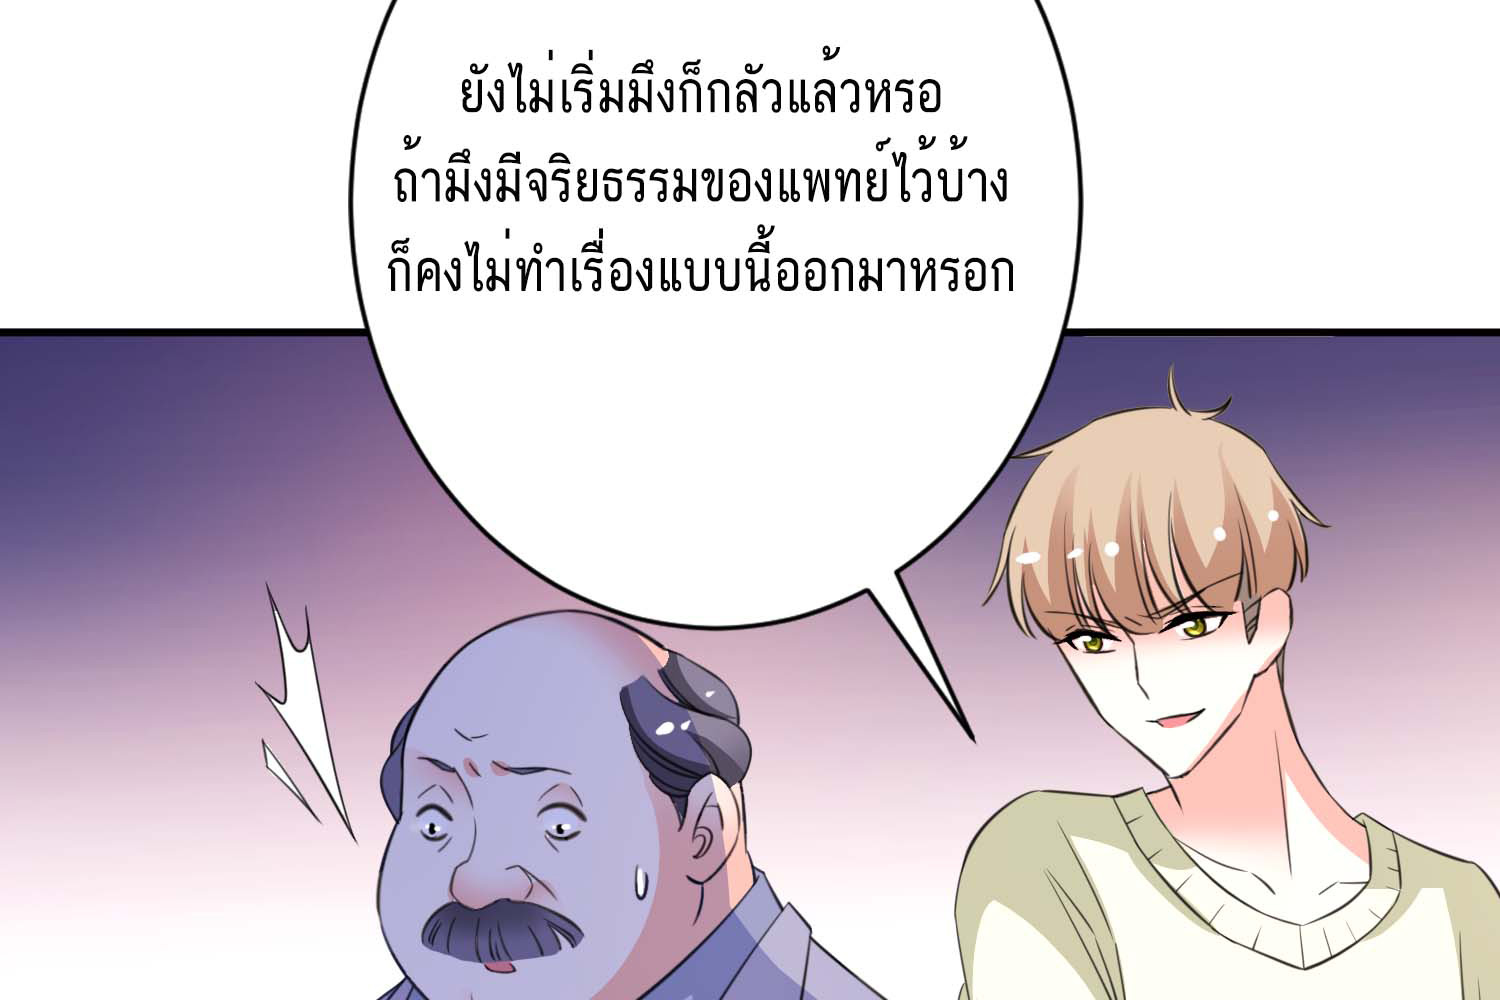 ยังไม่เริ่มมึงก็กลัวแล้วหรอ
ถ้ามึงมีจริยธรรมของแพทย์ไว้บ้าง
ก็คงไม่ทำเรื่องแบบนี้ออกมาหรอก